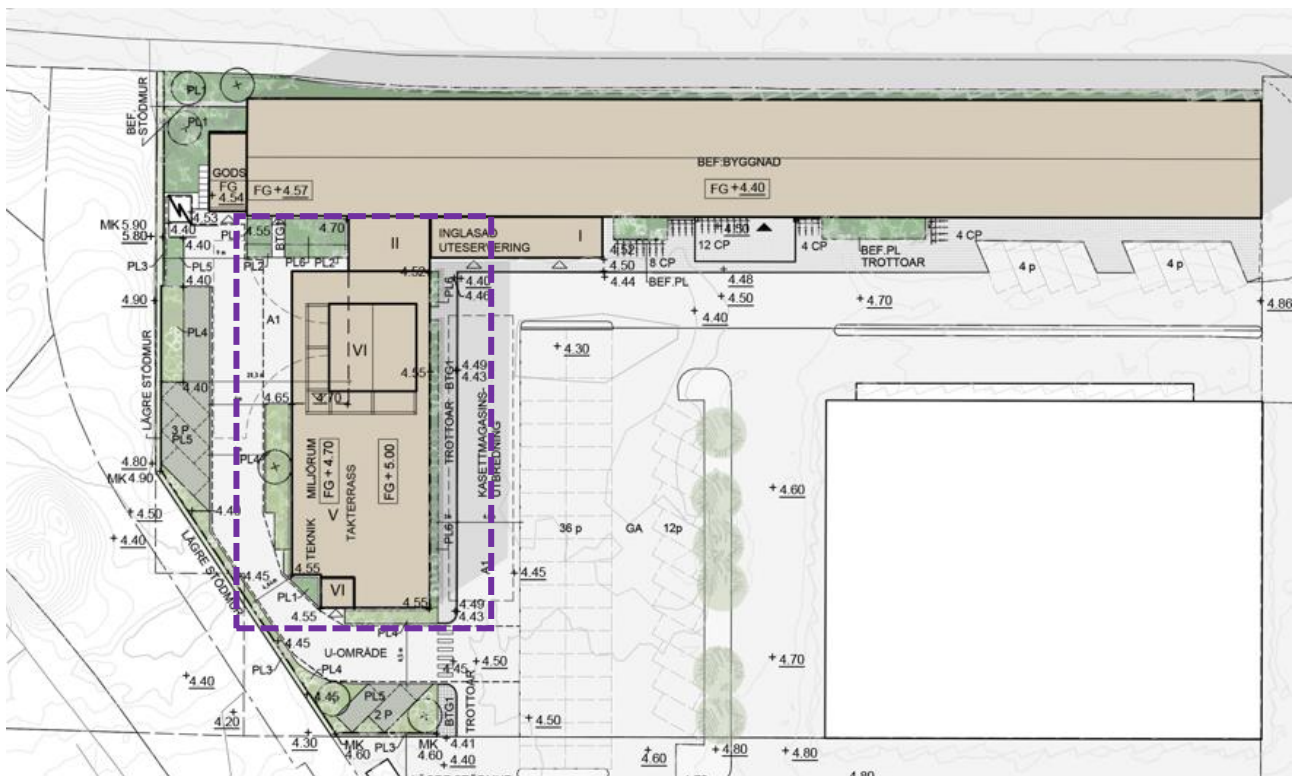 PL1
BEF. STÖDMUR
PL1
BEF:BYGGNAD
FG +4.40
GODS
FG
4.54
FG +4.57
4.53
MK 5.90
5.80
4.40
4.40
PL3
PL5
4.40
4.55
BTG1
4.70
PL2
PL6
PL2
II
INGLASAD
UTESERVERING
I
4.52
4.50
4.44
8 CP
BEF.PL
12 CP
4.50
4 CP
BEF.PL
TROTTOAR
4 CP
4 p
4 p
4.86
4.48
4.50
4.40
4.70
4.52
PL6
4.40
4.46
4.90
LÄGRE STÖDMUR
PL4
A1
VI
4.30
4.55
4.49
4.43
4.40
3 P
PL5
4.65
4.70
TROTTOAR
BTG1
KASETTMAGASINS-
UTBREDNING
4.80
MK 4.90
PL4
TEKNIK
MILJÖRUM
FG + 4.70
V
TAKTERRASS
FG + 5.00
4.60
4.50
4.40
PL6
36 p
GA
12p
LÄGRE STÖDMUR
4.45
4.55
A1
4.45
PL1
VI
4.55
4.55
4.49
4.43
PL4
4.45
U-OMRÅDE
PL3
PL4
4.45
4.50
4.70
4.40
4.45
PL5
2 P
BTG1
TROTTOAR
4.20
4.50
4.30
MK
4.60
PL3
MK
4.60
4.41
4.40
4.60
4.80
4.80